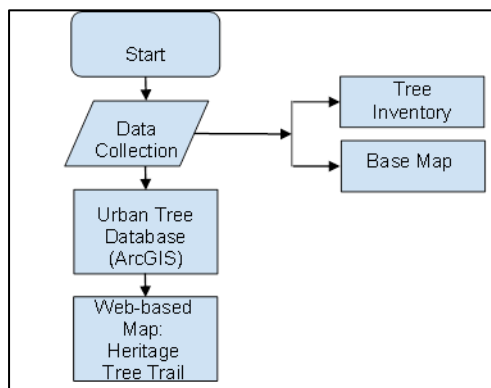 Start
Data
Collection
Tree
Inventory
Base Map
Urban Tree
Database
(ArcGIS)
Web-based
Map:
Heritage
Tree Trail